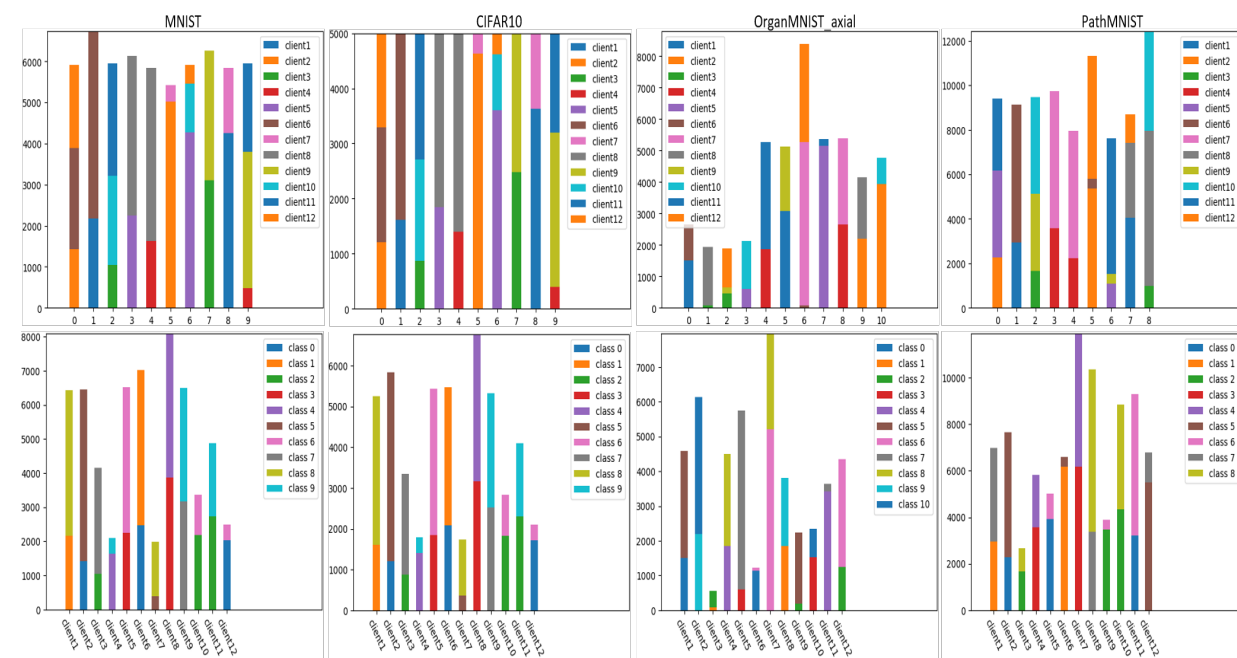 MNIST
CIFAR10
OrganMNIST_axial
PathMNIST
6000
5000
4000
3000
2000
1000
0
0 1 2 3 4 5 6 7 8 9
client1
client2
client3
client4
client5
client6
client7
client8
client9
client10
client11
client12
5000
4000
3000
2000
1000
0
0 1 2 3 4 5 6 7 8 9
client1
client2
client3
client4
client5
client6
client7
client8
client9
client10
client11
client12
8000
7000
6000
5000
4000
3000
2000
1000
0
0 1 2 3 4 5 6 7 8 9 10
client1
client2
client3
client4
client5
client6
client7
client8
client9
client10
client11
client12
12000
10000
8000
6000
4000
2000
0
0 1 2 3 4 5 6 7 8
client1
client2
client3
client4
client5
client6
client7
client8
client9
client10
client11
client12
8000
7000
6000
5000
4000
3000
2000
1000
0
client1 client2 client3 client4 client5 client6 client7 client8 client9 client10 client11 client12
class 0
class 1
class 2
class 3
class 4
class 5
class 6
class 7
class 8
class 9
6000
5000
4000
3000
2000
1000
0
client1 client2 client3 client4 client5 client6 client7 client8 client9 client10 client11 client12
class 0
class 1
class 2
class 3
class 4
class 5
class 6
class 7
class 8
class 9
7000
6000
5000
4000
3000
2000
1000
0
client1 client2 client3 client4 client5 client6 client7 client8 client9 client10 client11 client12
class 0
class 1
class 2
class 3
class 4
class 5
class 6
class 7
class 8
class 9
class 10
10000
8000
6000
4000
2000
0
client1 client2 client3 client4 client5 client6 client7 client8 client9 client10 client11 client12
class 0
class 1
class 2
class 3
class 4
class 5
class 6
class 7
class 8